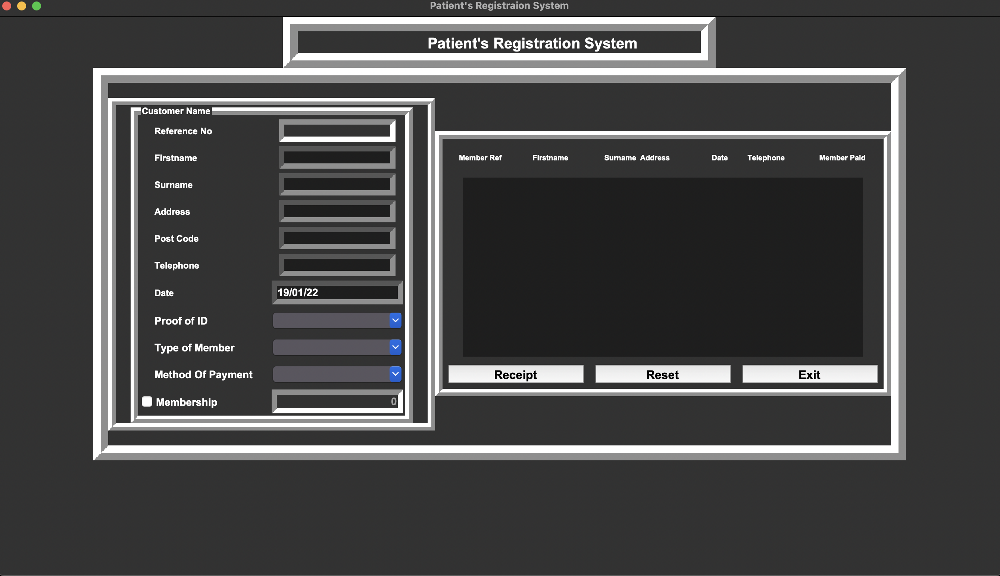 Patient's Registraion System
Patient's Registration System
Customer Name
Reference No
Firstname
Surname
Address
Post Code
Telephone
Date 19/01/22
Proof of ID
Type of Member
Method Of Payment
Membership 0
Member Ref Firstname Surname Address Date Telephone Member Paid
Receipt Reset Exit